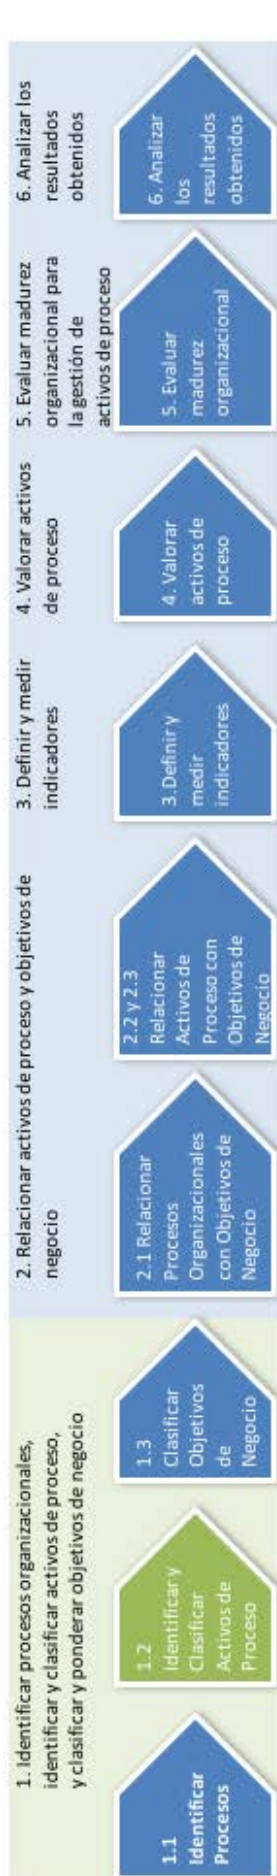 1. Identificar procesos organizacionales,
identificar y clasificar activos de proceso,
y clasificar y ponderar objetivos de negocio
2. Relacionar activos de proceso y objetivos de
negocio
3. Definir y medir
indicadores
4. Valorar activos
de proceso
5. Evaluar madurez
organizacional para
la gestión de
activos de proceso
6. Analizar los
resultados
obtenidos
1.1
Identificar
Procesos
1.2
Identificar y
Clasificar
Activos de
Proceso
1.3
Clasificar
Objetivos
de
Negocio
2.1 Relacionar
Procesos
Organizacionales
con Objetivos de
Negocio
2.2 y 2.3
Relacionar
Activos de
Proceso con
Objetivos de
Negocio
3.Definir y
medir
indicadores
4. Valorar
activos de
proceso
5. Evaluar
madurez
organizacional
6. Analizar
los
resultados
obtenidos